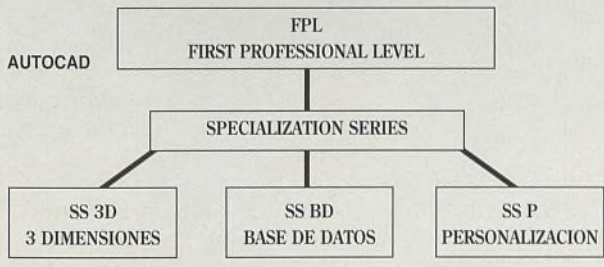 FPL
FIRST PROFESSIONAL LEVEL
AUTOCAD
SPECIALIZATION SERIES
SS 3D
3 DIMENSIONES
SS BD
BASE DE DATOS
SS P
PERSONALIZACION